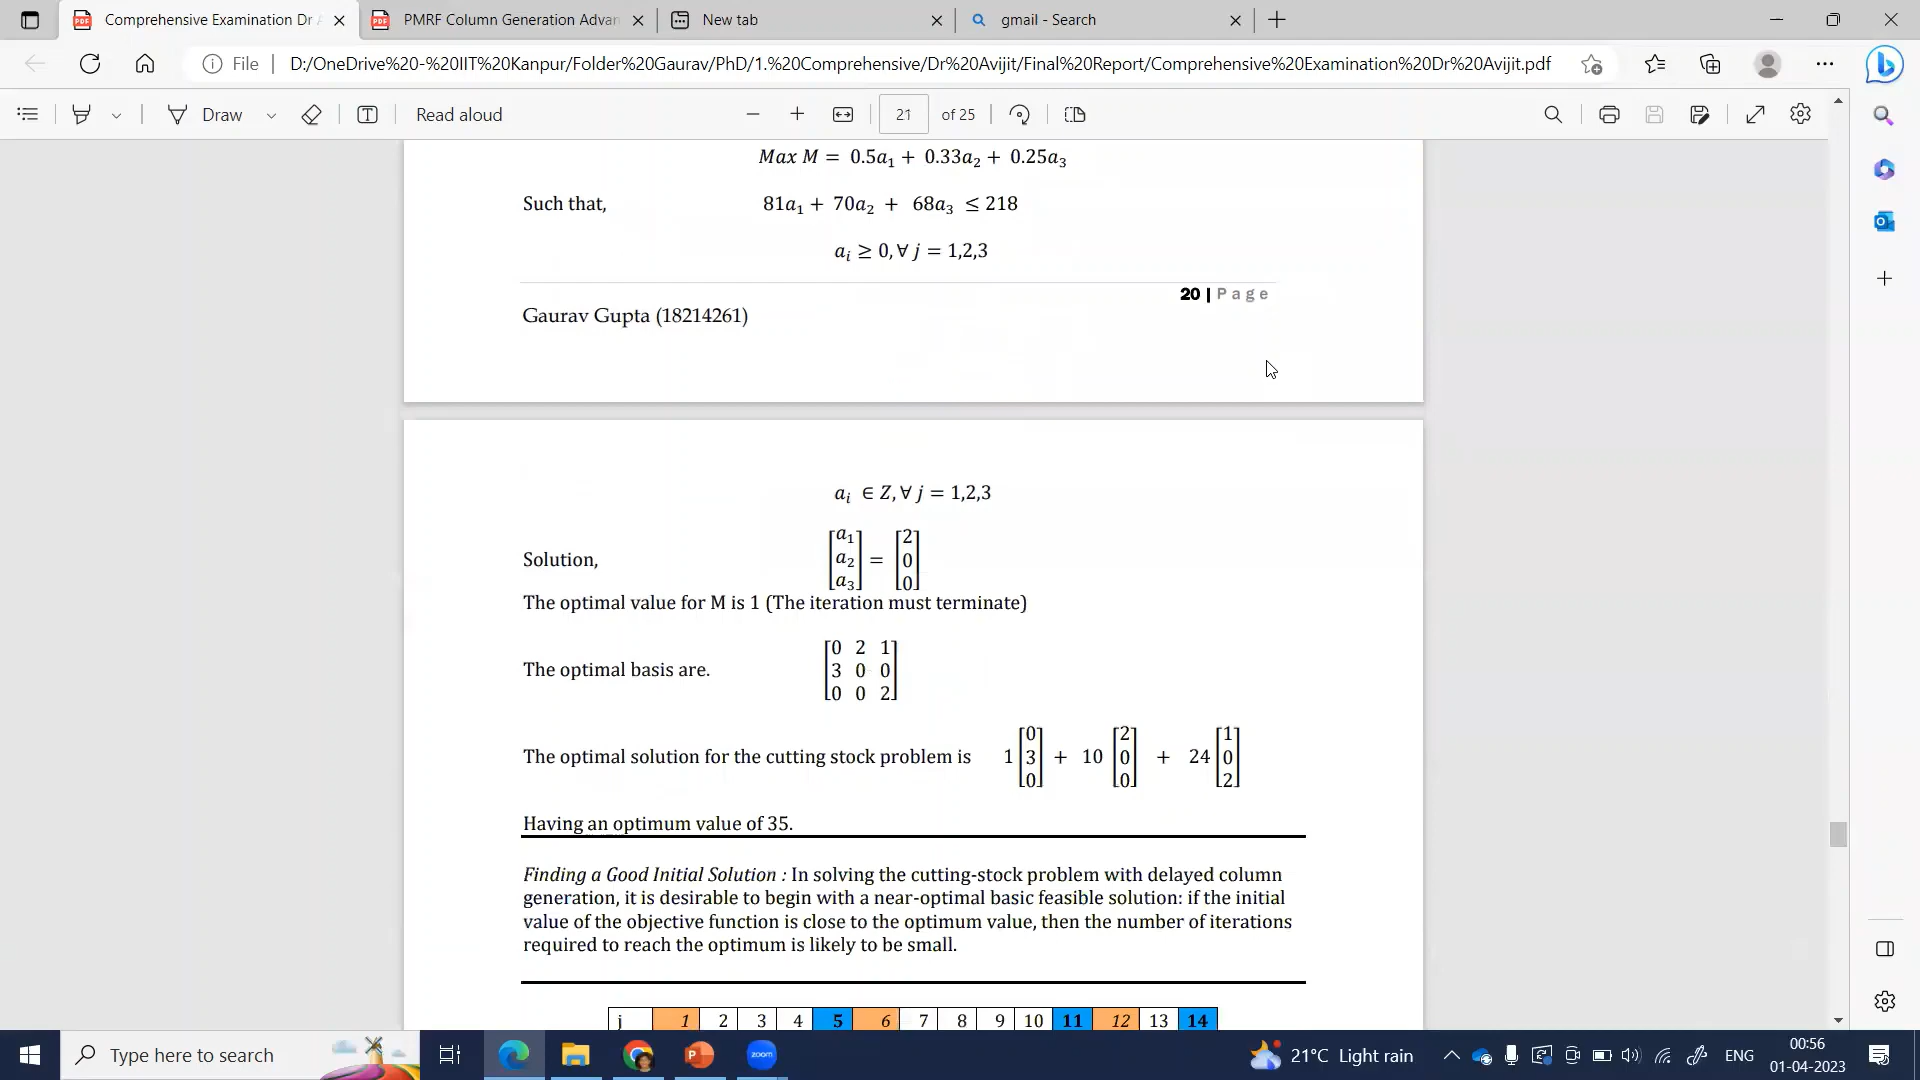 Comprehensive Examination Dr A
PMRF Column Generation Advan
New tab
gmail - Search
File
D:/OneDrive%20-%20IIT%20Kanpur/Folder%20Gaurav/PhD/1.%20Comprehensive/Dr%20Avijit/Final%20Report/Comprehensive%20Examination%20Dr%20Avijit.pdf
Draw
Read aloud
21 of 25
Max M = 0.5a₁ + 0.33a₂ + 0.25a₃
Such that, 81a₁ + 70a₂ + 68a₃ ≤ 218
aᵢ ≥ 0, ∀ j = 1,2,3
20 | Page
Gaurav Gupta (18214261)
aᵢ ∈ Z, ∀ j = 1,2,3
a₁ 2
Solution, a₂ = 0
a₃ 0
The optimal value for M is 1 (The iteration must terminate)
0 2 1
The optimal basis are. 3 0 0
0 0 2
0 2 1
The optimal solution for the cutting stock problem is 1 3 + 10 0 + 24 0
0 0 2
Having an optimum value of 35.
Finding a Good Initial Solution : In solving the cutting-stock problem with delayed column
generation, it is desirable to begin with a near-optimal basic feasible solution: if the initial
value of the objective function is close to the optimum value, then the number of iterations
required to reach the optimum is likely to be small.
j 1 2 3 4 5 6 7 8 9 10 11 12 13 14
Type here to search
zoom
21°C Light rain
ENG
00:56
01-04-2023